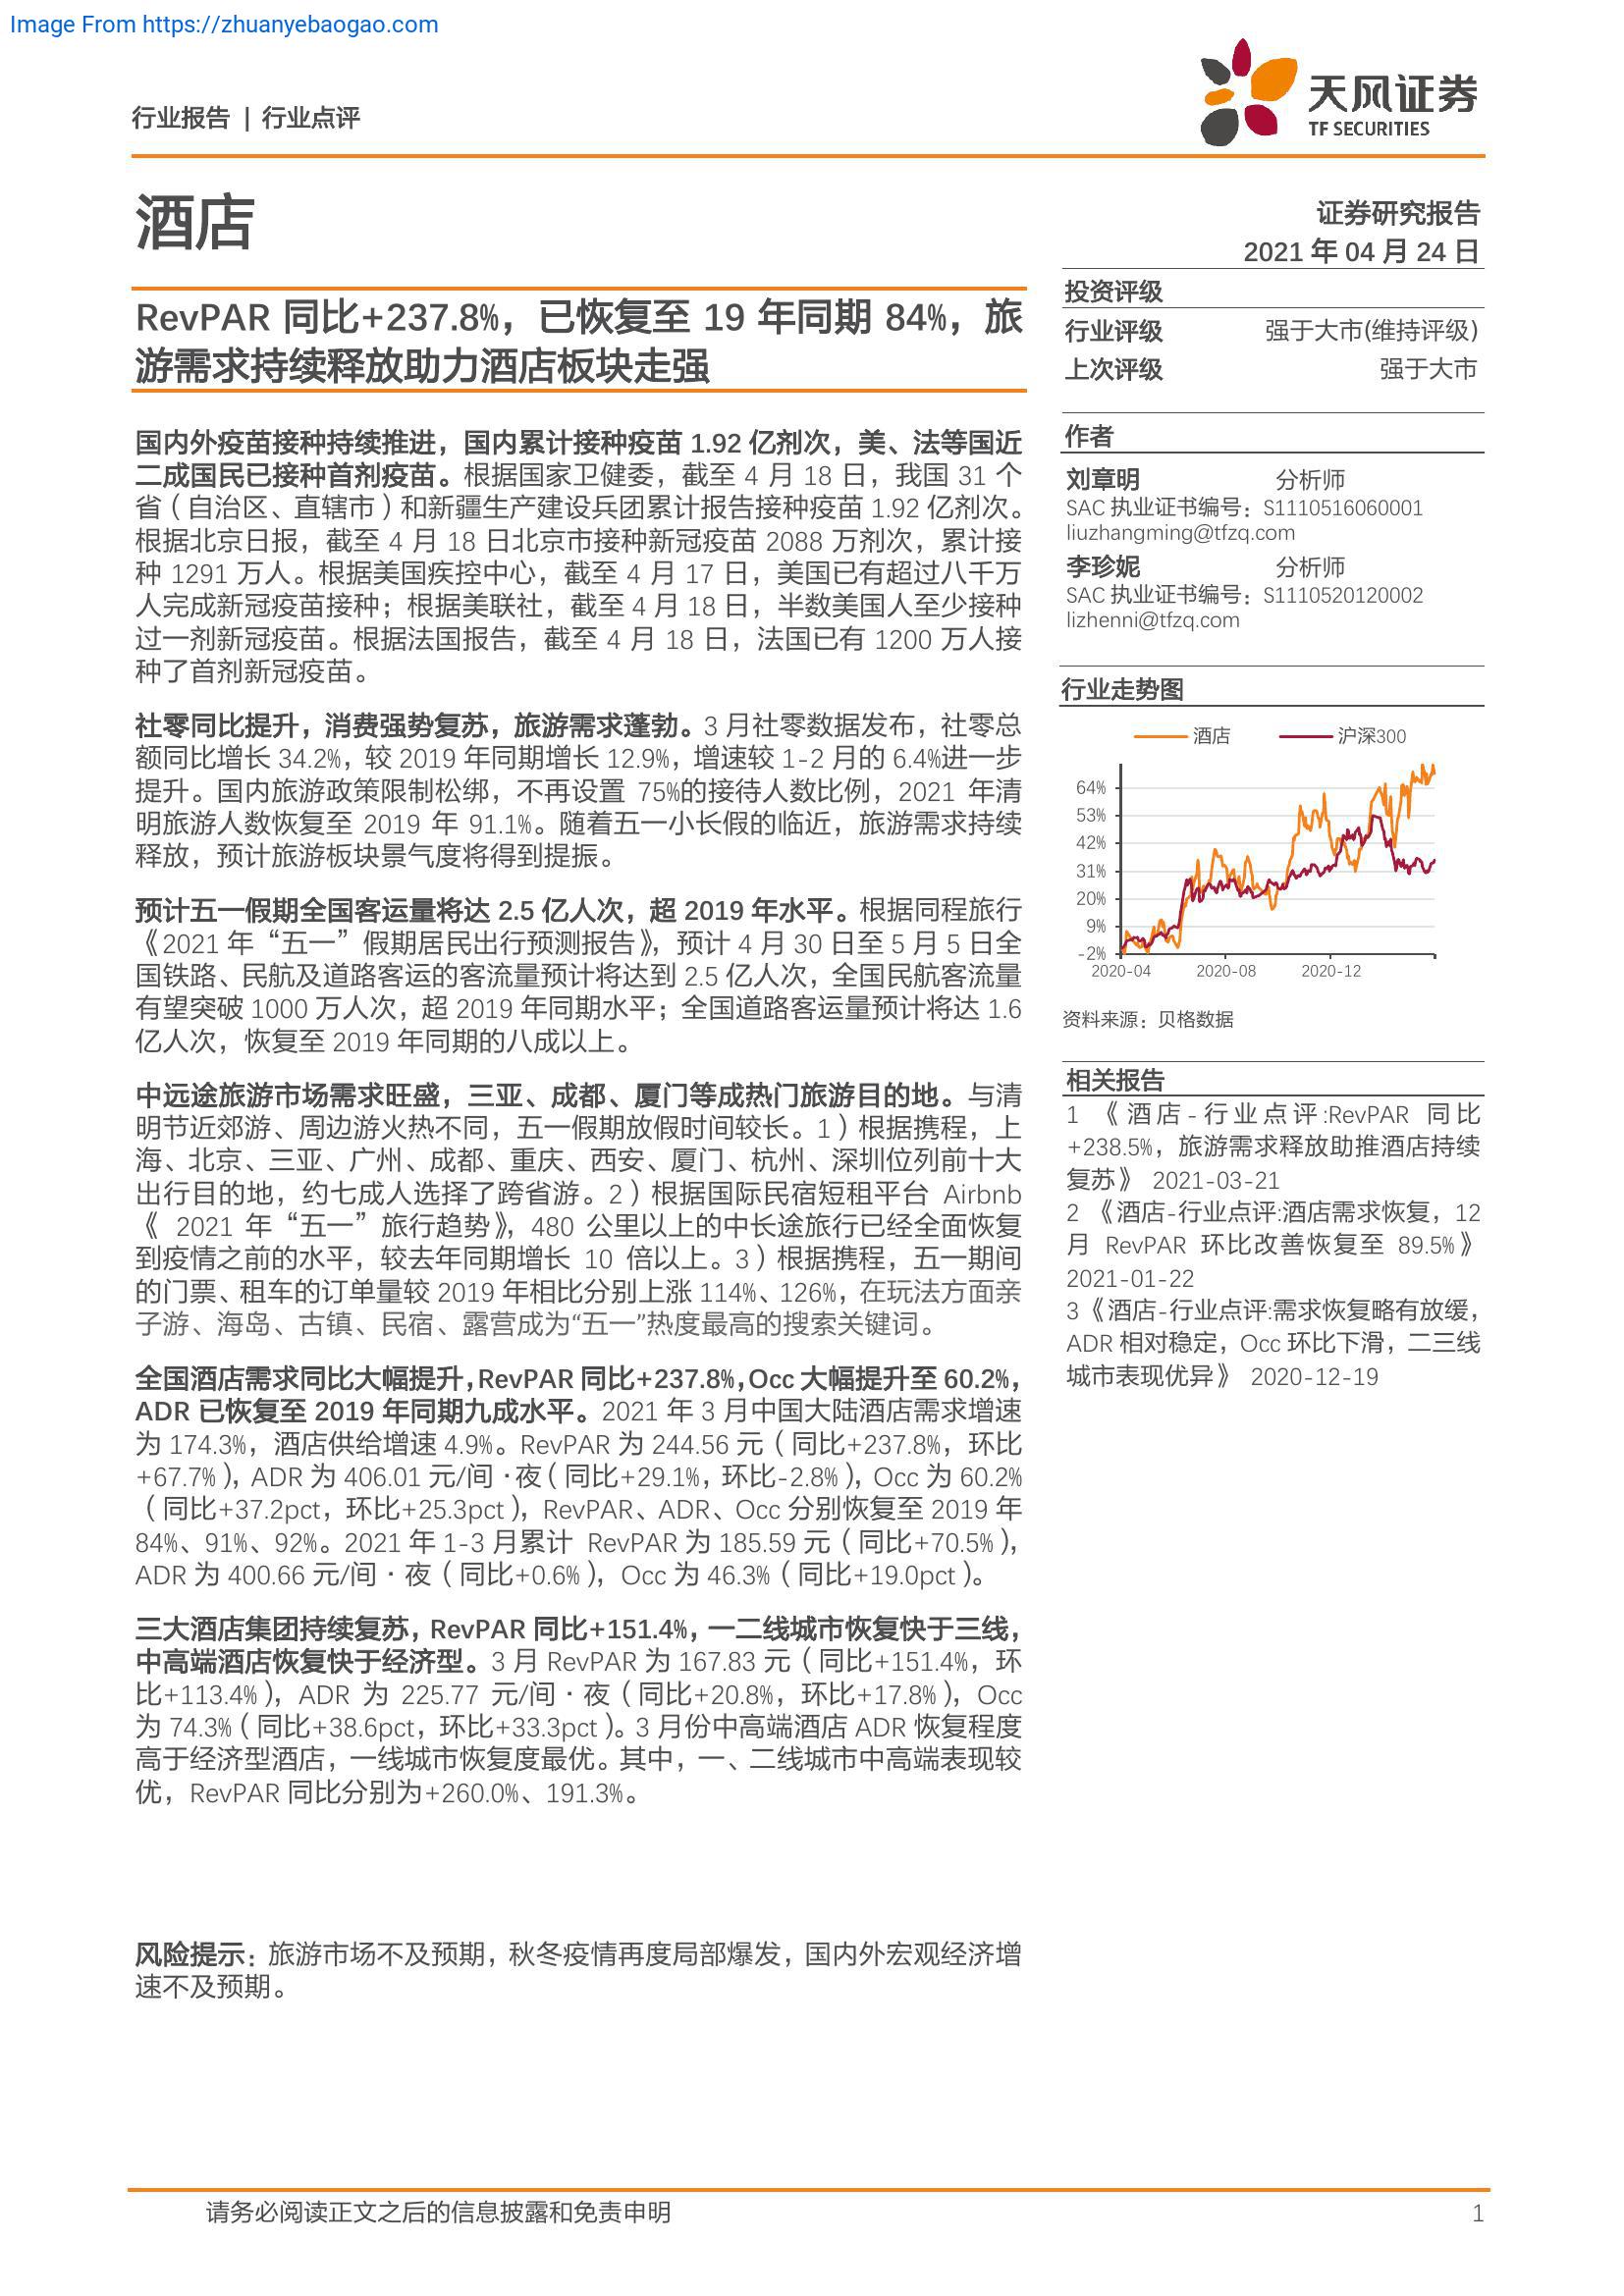 Image From https://zhuanyebaogao.com
行业报告 | 行业点评
天风证券
TF SECURITIES
酒店
证券研究报告
2021 年 04 月 24 日
RevPAR 同比+237.8%，已恢复至 19 年同期 84%，旅
游需求持续释放助力酒店板块走强
国内外疫苗接种持续推进，国内累计接种疫苗 1.92 亿剂次，美、法等国近
二成国民已接种首剂疫苗。根据国家卫健委，截至 4 月 18 日，我国 31 个
省（自治区、直辖市）和新疆生产建设兵团累计报告接种疫苗 1.92 亿剂次。
根据北京日报，截至 4 月 18 日北京市接种新冠疫苗 2088 万剂次，累计接
种 1291 万人。根据美国疾控中心，截至 4 月 17 日，美国已有超过八千万
人完成新冠疫苗接种；根据美联社，截至 4 月 18 日，半数美国人至少接种
过一剂新冠疫苗。根据法国报告，截至 4 月 18 日，法国已有 1200 万人接
种了首剂新冠疫苗。
社零同比提升，消费强势复苏，旅游需求蓬勃。3 月社零数据发布，社零总
额同比增长 34.2%，较 2019 年同期增长 12.9%，增速较 1-2 月的 6.4%进一步
提升。国内旅游政策限制松绑，不再设置 75%的接待人数比例，2021 年清
明旅游人数恢复至 2019 年 91.1%。随着五一小长假的临近，旅游需求持续
释放，预计旅游板块景气度将得到提振。
预计五一假期全国客运量将达 2.5 亿人次，超 2019 年水平。根据同程旅行
《2021 年“五一”假期居民出行预测报告》，预计 4 月 30 日至 5 月 5 日全
国铁路、民航及道路客运的客流量预计将达到 2.5 亿人次，全国民航客流量
有望突破 1000 万人次，超 2019 年同期水平；全国道路客运量预计将达 1.6
亿人次，恢复至 2019 年同期的八成以上。
中远途旅游市场需求旺盛，三亚、成都、厦门等成热门旅游目的地。与清
明节近郊游、周边游火热不同，五一假期放假时间较长。1）根据携程，上
海、北京、三亚、广州、成都、重庆、西安、厦门、杭州、深圳位列前十大
出行目的地，约七成人选择了跨省游。2）根据国际民宿短租平台 Airbnb
《 2021 年“五一”旅行趋势》，480 公里以上的中长途旅行已经全面恢复
到疫情之前的水平，较去年同期增长 10 倍以上。3）根据携程，五一期间
的门票、租车的订单量较 2019 年相比分别上涨 114%、126%，在玩法方面亲
子游、海岛、古镇、民宿、露营成为“五一”热度最高的搜索关键词。
全国酒店需求同比大幅提升，RevPAR 同比+237.8%，Occ 大幅提升至 60.2%，
ADR 已恢复至 2019 年同期九成水平。2021 年 3 月中国大陆酒店需求增速
为 174.3%，酒店供给增速 4.9%。RevPAR 为 244.56 元（同比+237.8%，环比
+67.7%），ADR 为 406.01 元/间·夜（同比+29.1%，环比-2.8%），Occ 为 60.2%
（同比+37.2pct，环比+25.3pct），RevPAR、ADR、Occ 分别恢复至 2019 年
84%、91%、92%。2021 年 1-3 月累计 RevPAR 为 185.59 元（同比+70.5%），
ADR 为 400.66 元/间·夜（同比+0.6%），Occ 为 46.3%（同比+19.0pct）。
三大酒店集团持续复苏，RevPAR 同比+151.4%，一二线城市恢复快于三线，
中高端酒店恢复快于经济型。3 月 RevPAR 为 167.83 元（同比+151.4%，环
比+113.4%），ADR 为 225.77 元/间·夜（同比+20.8%，环比+17.8%），Occ
为 74.3%（同比+38.6pct，环比+33.3pct）。3 月份中高端酒店 ADR 恢复程度
高于经济型酒店，一线城市恢复度最优。其中，一、二线城市中高端表现较
优，RevPAR 同比分别为+260.0%、191.3%。
风险提示：旅游市场不及预期，秋冬疫情再度局部爆发，国内外宏观经济增
速不及预期。
投资评级
行业评级 强于大市(维持评级)
上次评级 强于大市
作者
刘章明 分析师
SAC 执业证书编号：S1110516060001
liuzhangming@tfzq.com
李珍妮 分析师
SAC 执业证书编号：S1110520120002
lizhenni@tfzq.com
行业走势图
酒店 沪深300
64%
53%
42%
31%
20%
9%
-2%
2020-04 2020-08 2020-12
资料来源：贝格数据
相关报告
1 《酒店-行业点评:RevPAR 同比
+238.5%，旅游需求释放助推酒店持续
复苏》 2021-03-21
2 《酒店-行业点评:酒店需求恢复，12
月 RevPAR 环比改善恢复至 89.5%》
2021-01-22
3《酒店-行业点评:需求恢复略有放缓，
ADR 相对稳定，Occ 环比下滑，二三线
城市表现优异》 2020-12-19
请务必阅读正文之后的信息披露和免责申明 1